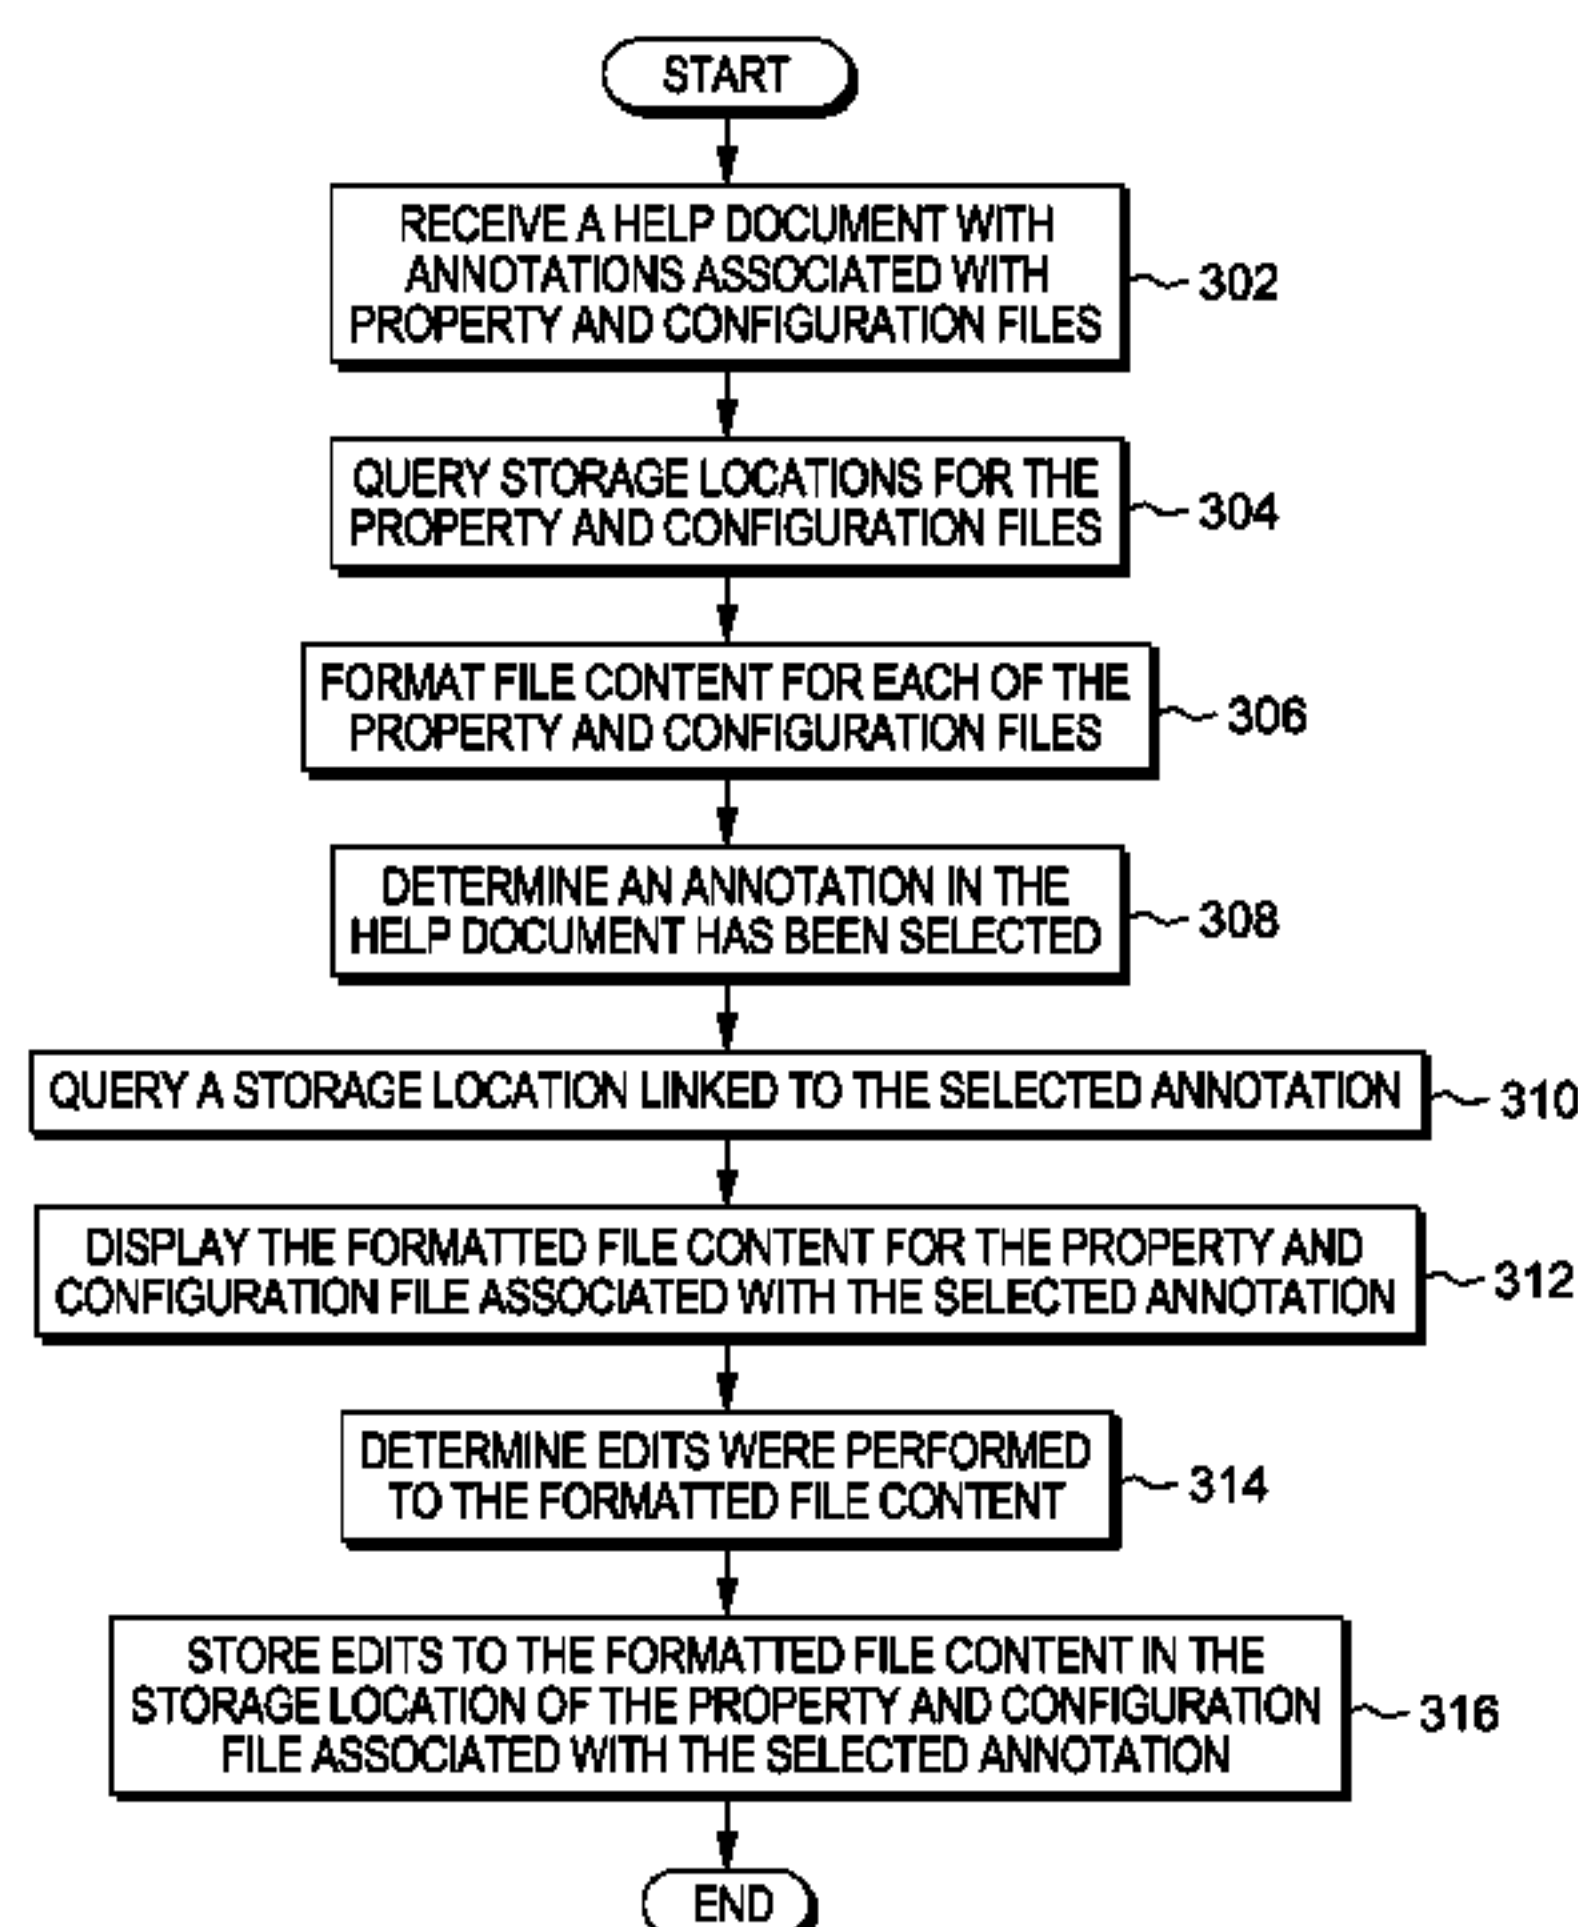 START
RECEIVE A HELP DOCUMENT WITH
ANNOTATIONS ASSOCIATED WITH
PROPERTY AND CONFIGURATION FILES
302
QUERY STORAGE LOCATIONS FOR THE
PROPERTY AND CONFIGURATION FILES
304
FORMAT FILE CONTENT FOR EACH OF THE
PROPERTY AND CONFIGURATION FILES
306
DETERMINE AN ANNOTATION IN THE
HELP DOCUMENT HAS BEEN SELECTED
308
QUERY A STORAGE LOCATION LINKED TO THE SELECTED ANNOTATION
310
DISPLAY THE FORMATTED FILE CONTENT FOR THE PROPERTY AND
CONFIGURATION FILE ASSOCIATED WITH THE SELECTED ANNOTATION
312
DETERMINE EDITS WERE PERFORMED
TO THE FORMATTED FILE CONTENT
314
STORE EDITS TO THE FORMATTED FILE CONTENT IN THE
STORAGE LOCATION OF THE PROPERTY AND CONFIGURATION
FILE ASSOCIATED WITH THE SELECTED ANNOTATION
316
END